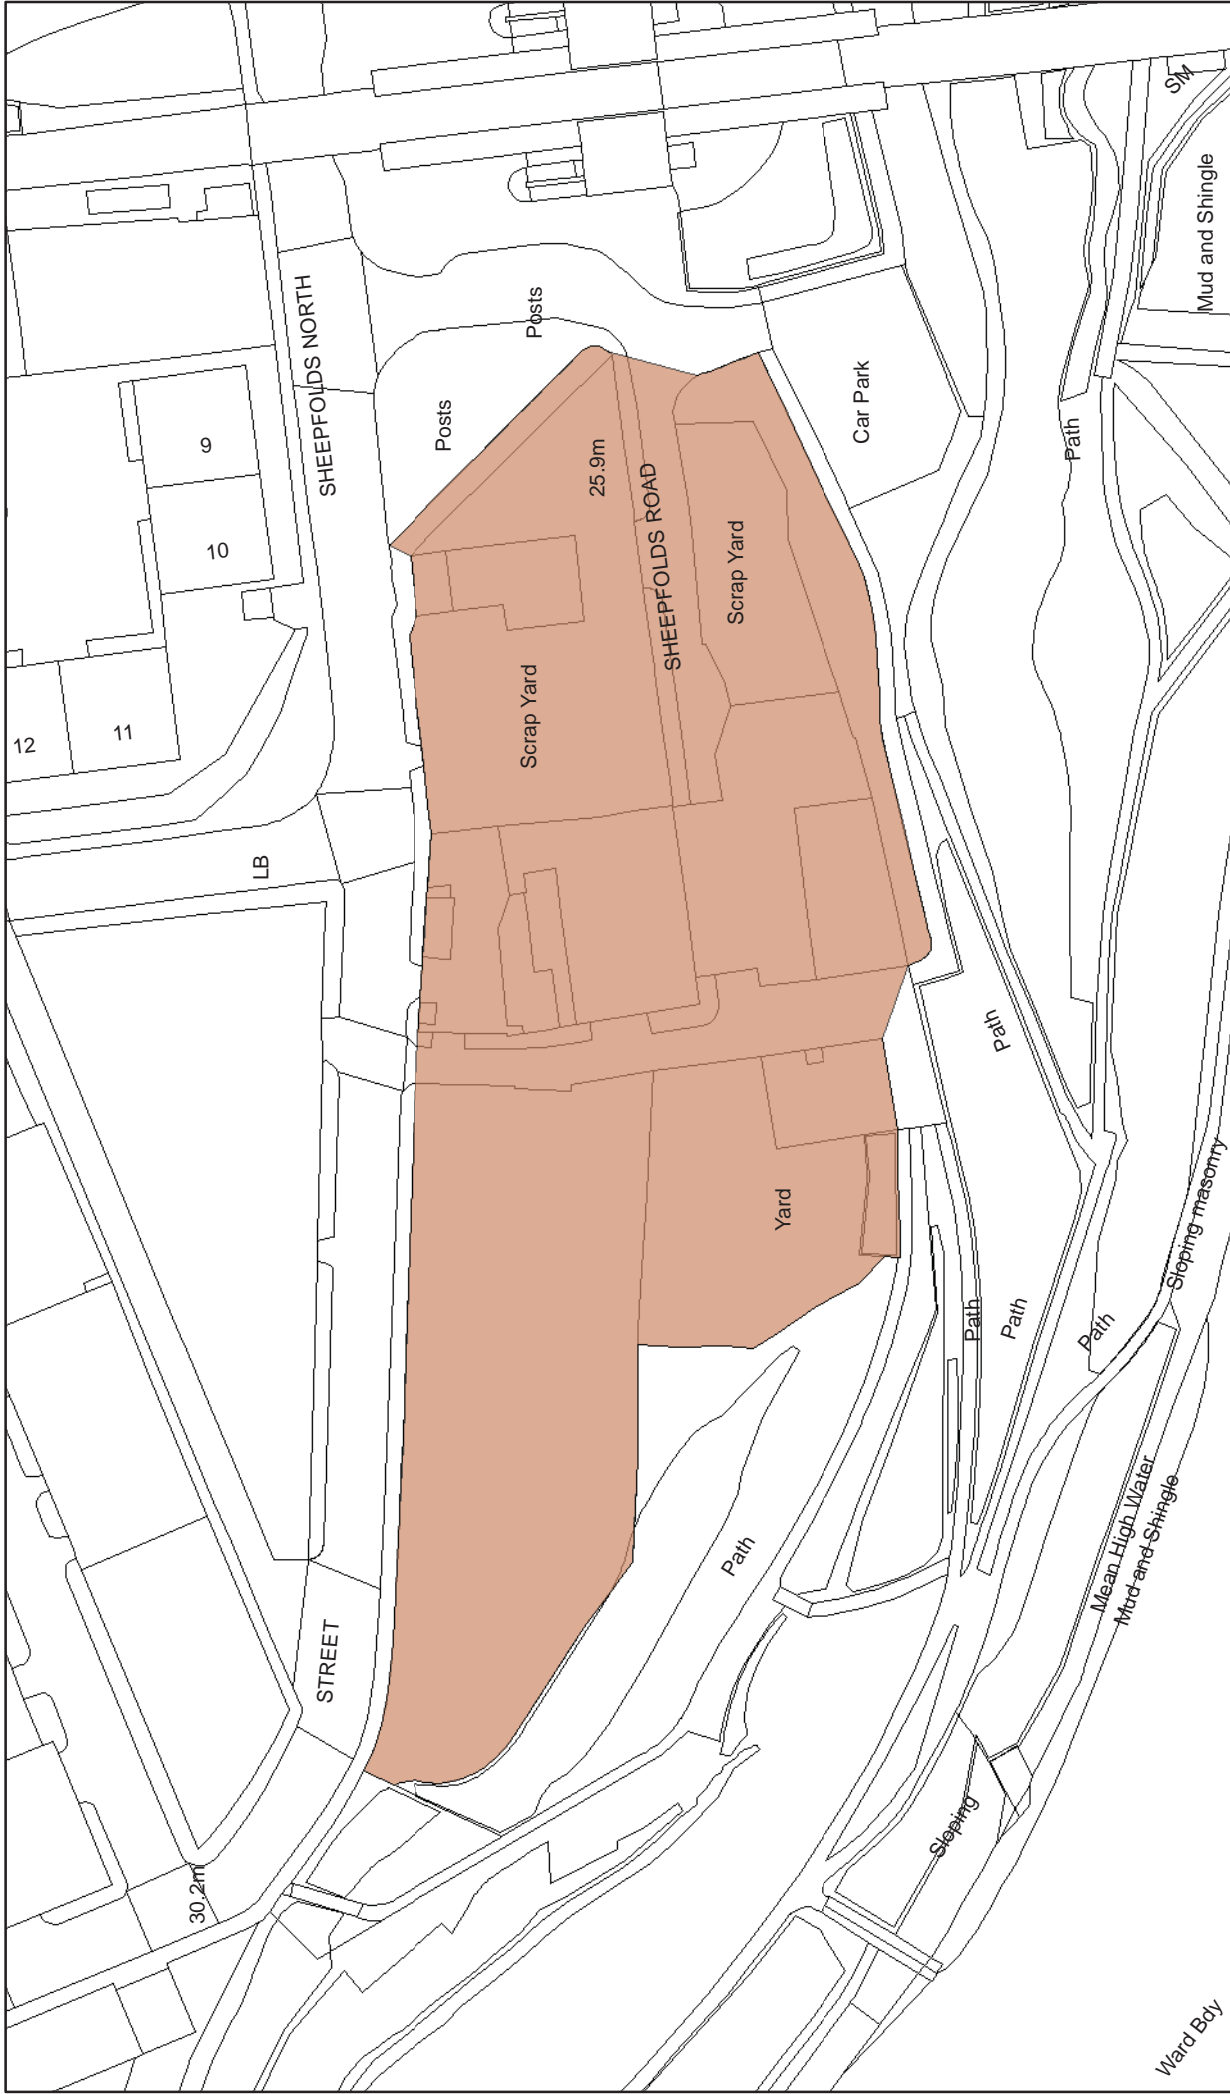 SM
Mud and Shingle
SHEEPFOLDS NORTH
Posts
Posts
Car Park
Path
9
10
25.9m
SHEEPFOLDS ROAD
Scrap Yard
Scrap Yard
11
12
LB
Path
Yard
Sloping masonry
Path
Path
Path
Path
Mean High Water
Mud and Shingle
STREET
Sloping
30.2m
Ward Bdy